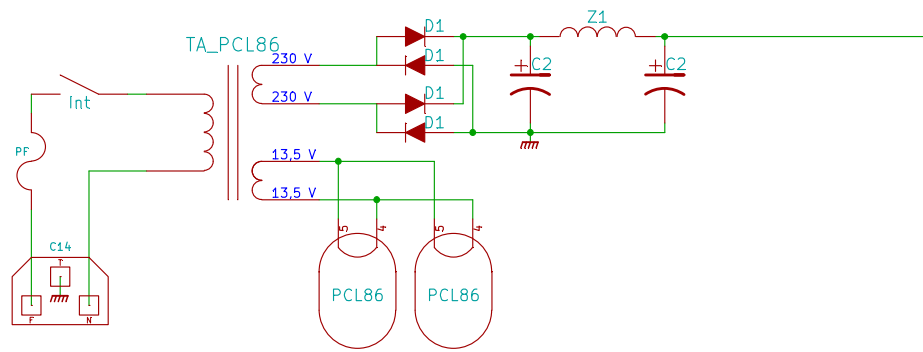 D1
Z1
TA_PCL86
230 V
D1
C2
C2
int
230 V
D1
D1
PF
13,5 V
13,5 V
5
4
5
4
C14
T
PCL86
PCL86
F
N